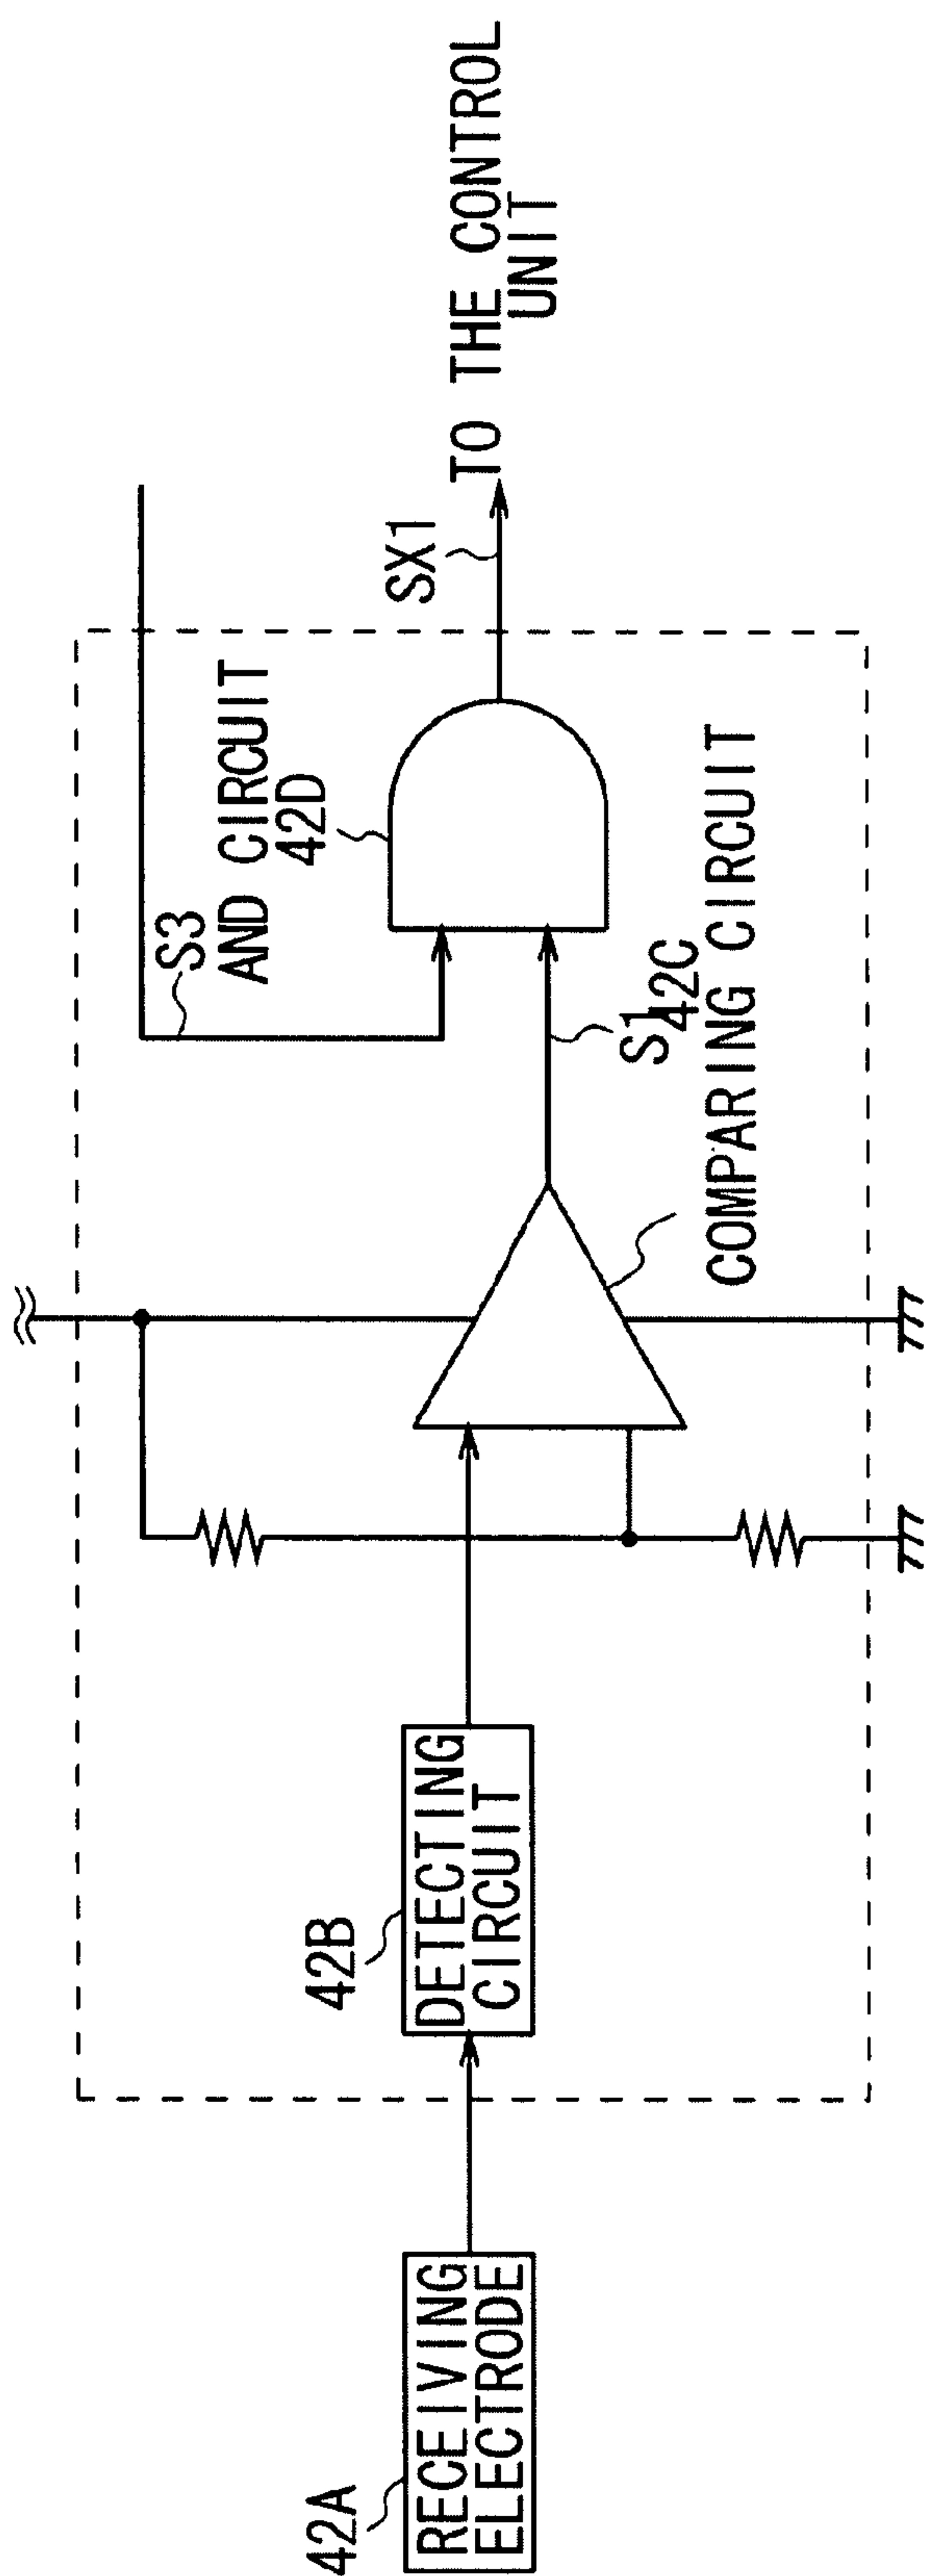 42A
RECEIVING
ELECTRODE
42B
DETECTING
CIRCUIT
S3
AND CIRCUIT
42D
S1
42C
COMPARING CIRCUIT
SX1
TO THE CONTROL
UNIT